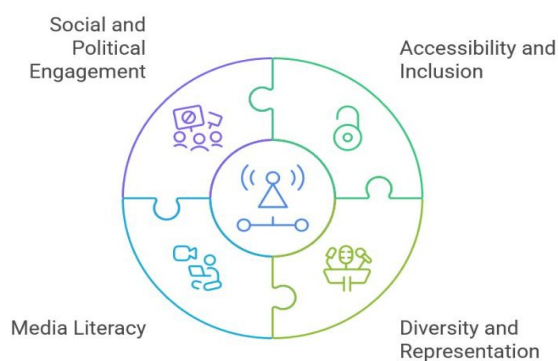 Social and
Political
Engagement
Accessibility and
Inclusion
Media Literacy
Diversity and
Representation